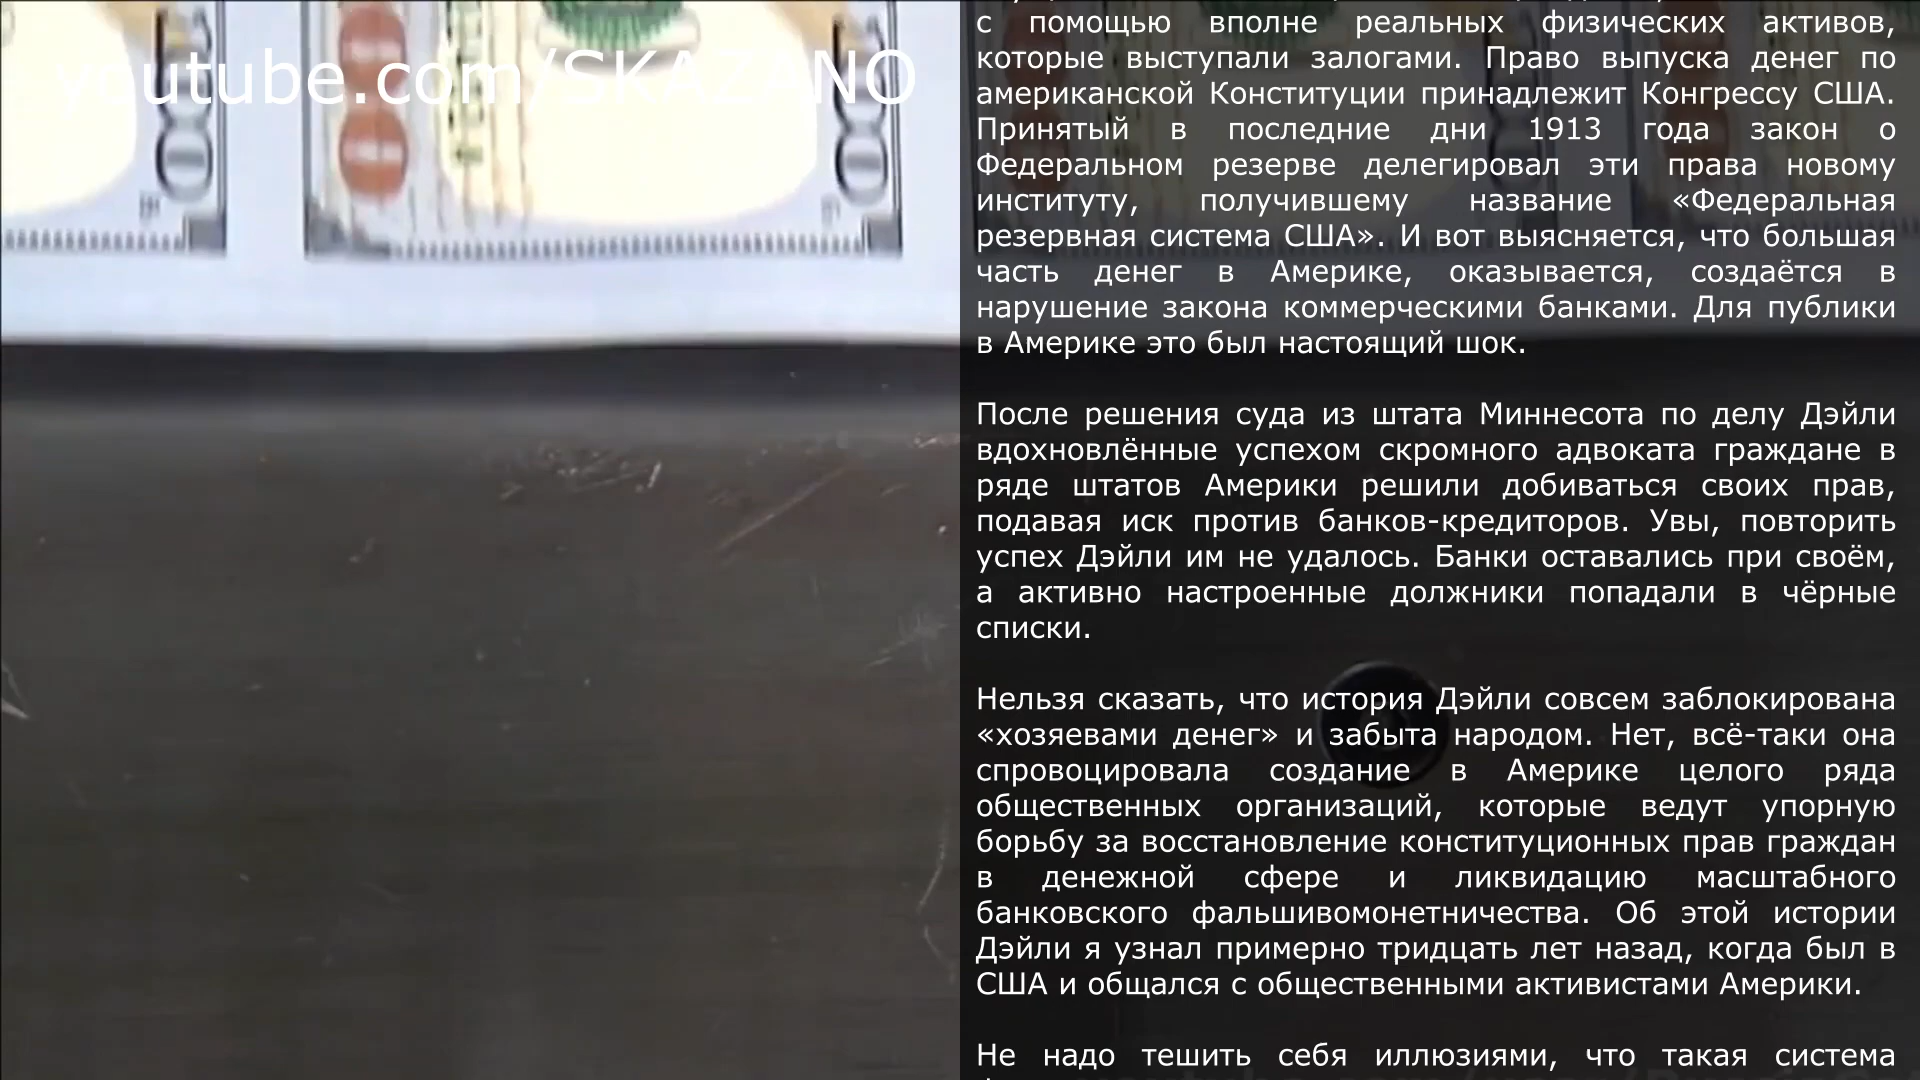 youtube.com/SKAZANO
с помощью вполне реальных физических активов,
которые выступали залогами. Право выпуска денег по
американской Конституции принадлежит Конгрессу США.
Принятый в последние дни 1913 года закон о
Федеральном резерве делегировал эти права новому
институту, получившему название «Федеральная
резервная система США». И вот выясняется, что большая
часть денег в Америке, оказывается, создаётся в
нарушение закона коммерческими банками. Для публики
в Америке это был настоящий шок.
После решения суда из штата Миннесота по делу Дэйли
вдохновлённые успехом скромного адвоката граждане в
ряде штатов Америки решили добиваться своих прав,
подавая иск против банков-кредиторов. Увы, повторить
успех Дэйли им не удалось. Банки оставались при своём,
а активно настроенные должники попадали в чёрные
списки.
Нельзя сказать, что история Дэйли совсем заблокирована
«хозяевами денег» и забыта народом. Нет, всё-таки она
спровоцировала создание в Америке целого ряда
общественных организаций, которые ведут упорную
борьбу за восстановление конституционных прав граждан
в денежной сфере и ликвидацию масштабного
банковского фальшивомонетничества. Об этой истории
Дэйли я узнал примерно тридцать лет назад, когда был в
США и общался с общественными активистами Америки.
Не надо тешить себя иллюзиями, что такая система